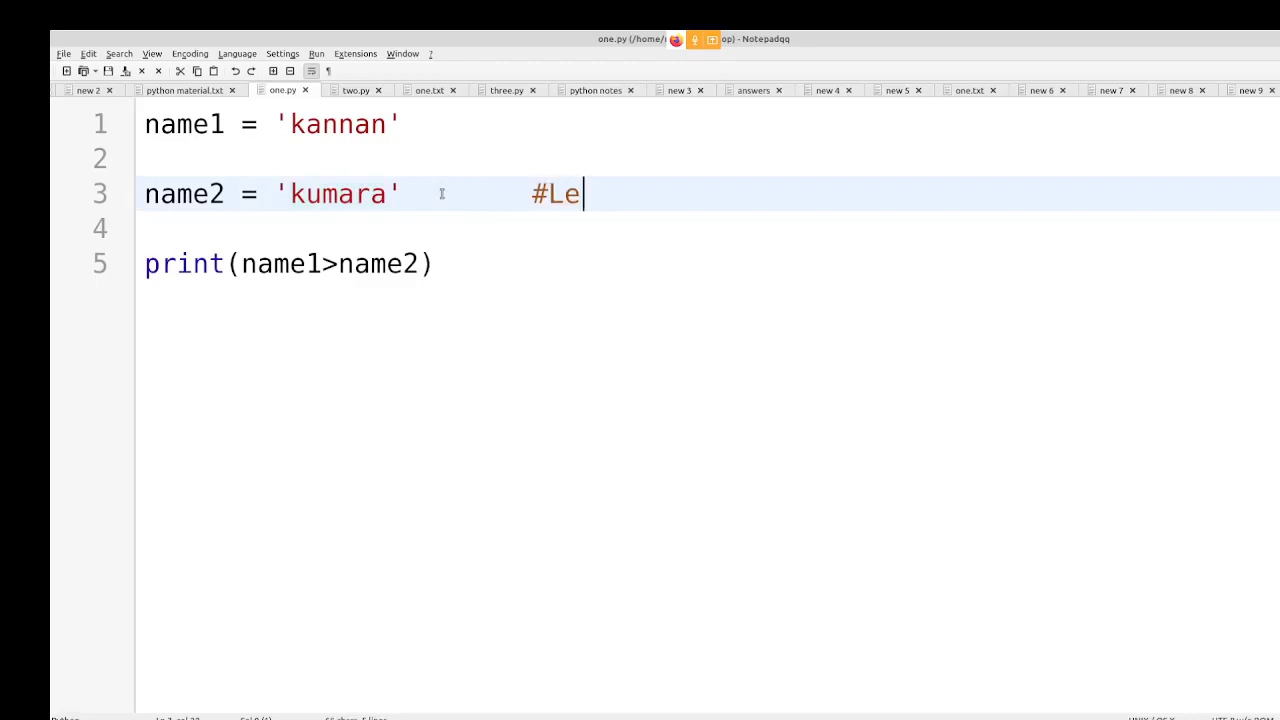 one.py (/home/ op) - Notepadqq
File Edit Search View Encoding Language Settings Run Extensions Window ?
new 2 python material.txt one.py two.py one.txt three.py python notes new 3 answers new 4 new 5 one.txt new 6 new 7 new 8 new 9
1 name1 = 'kannan'
2
3 name2 = 'kumara' #Le
4
5 print(name1>name2)